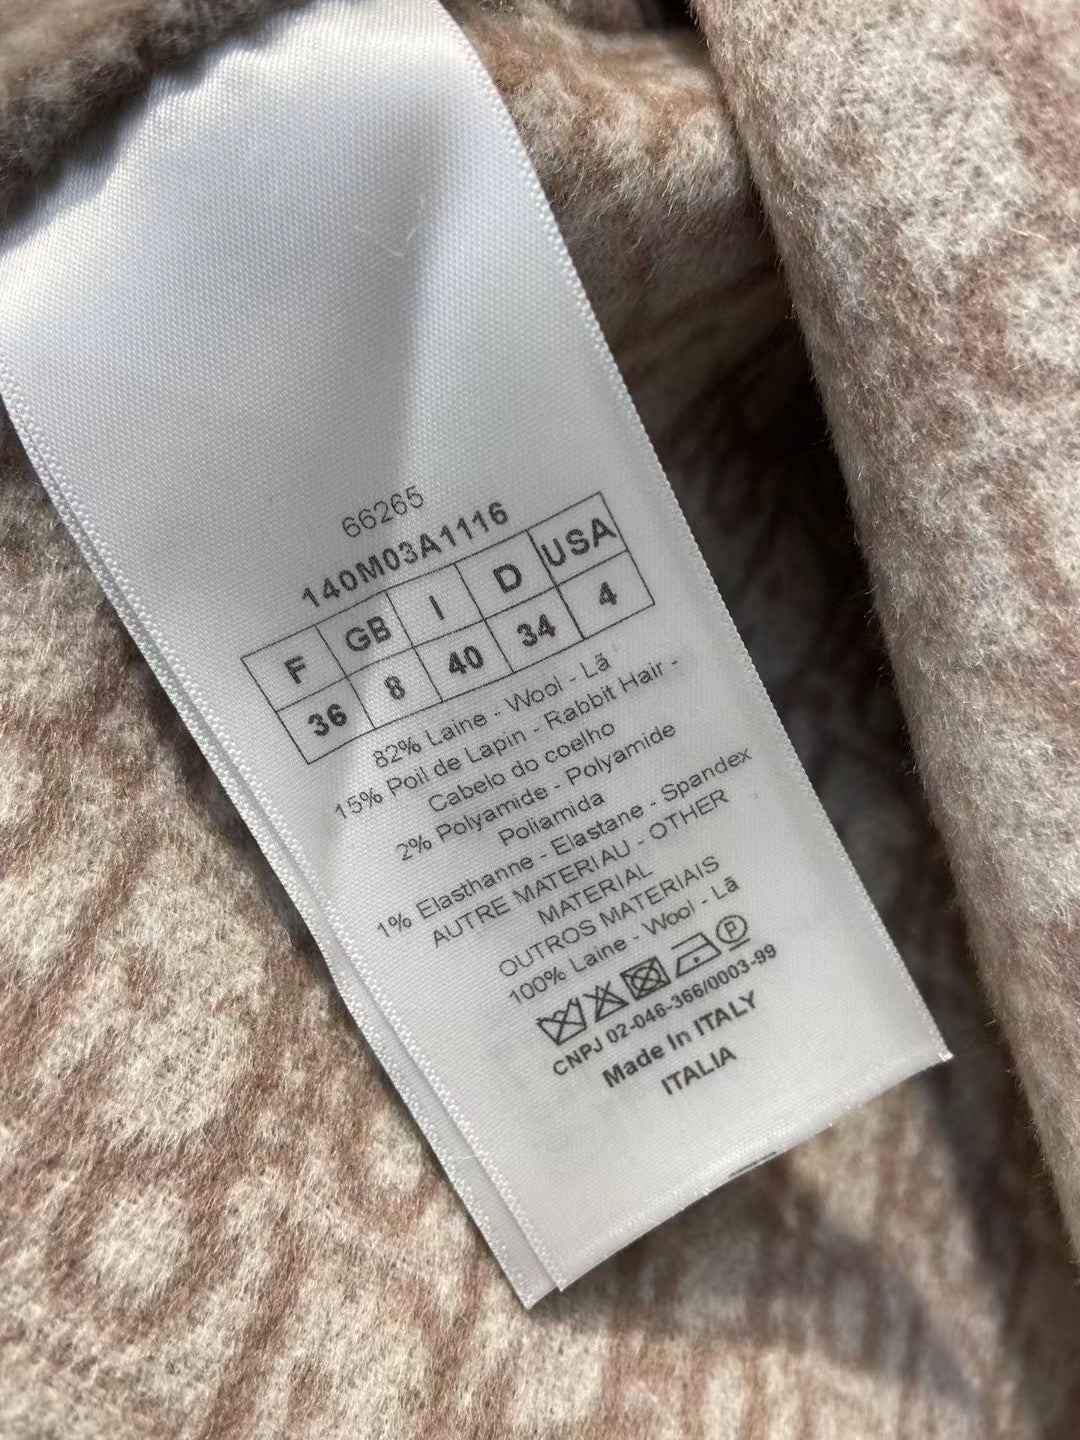 66265
140M03A1116
F GB I D USA
36 8 40 34 4
82% Laine - Wool - Lã
15% Poil de Lapin - Rabbit Hair -
Cabelo do coelho
2% Polyamide - Polyamide
Poliamida
1% Elasthanne - Elastane - Spandex
AUTRE MATERIAU - OTHER
MATERIAL
OUTROS MATERIAIS
100% Laine - Wool - Lã
P
CNPJ 02-046-366/0003-99
Made In ITALY
ITALIA